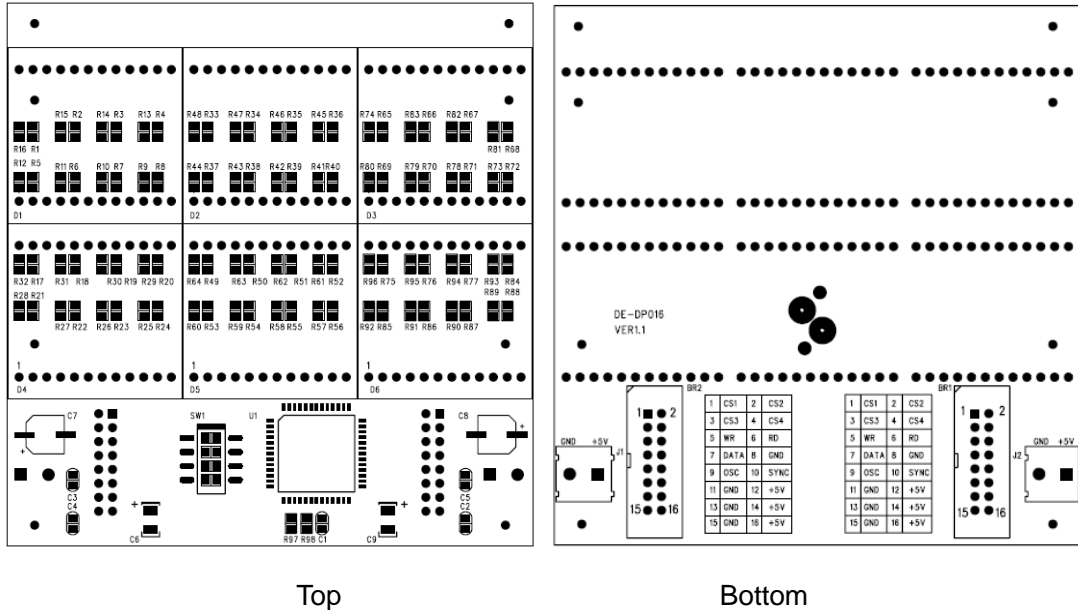 R15 R2 R14 R3 R13 R4 R48 R33 R47 R34 R46 R35 R45 R36 R74 R65 R83 R66 R82 R67
R16 R1 R81 R68
R12 R5 R11 R6 R10 R7 R9 R8 R44 R37 R43 R38 R42 R39 R41 R40 R80 R69 R79 R70 R78 R71 R73 R72
1
D1 D2 D3
R32 R17 R31 R18 R30 R19 R29 R20 R64 R49 R63 R50 R62 R51 R61 R52 R96 R75 R95 R76 R94 R77 R93 R84
R28 R21 R89 R88
R27 R22 R26 R23 R25 R24 R60 R53 R59 R54 R58 R55 R57 R56 R92 R85 R91 R86 R90 R87
1 1 1
D4 D5 D6
C7 SW1 U1 C8
+ +
C3 C5
C4 C2
+ +
C6 R97 R98 C1 C9
DE-DP016
VER1.1
BR2 BR1
1 2
15 16
GND +5V
J1
1 CS1 2 CS2
3 CS3 4 CS4
5 WR 6 RD
7 DATA 8 GND
9 OSC 10 SYNC
11 GND 12 +5V
13 GND 14 +5V
15 GND 16 +5V
1 CS1 2 CS2
3 CS3 4 CS4
5 WR 6 RD
7 DATA 8 GND
9 OSC 10 SYNC
11 GND 12 +5V
13 GND 14 +5V
15 GND 16 +5V
1 2
15 16
GND +5V
J2
Top Bottom